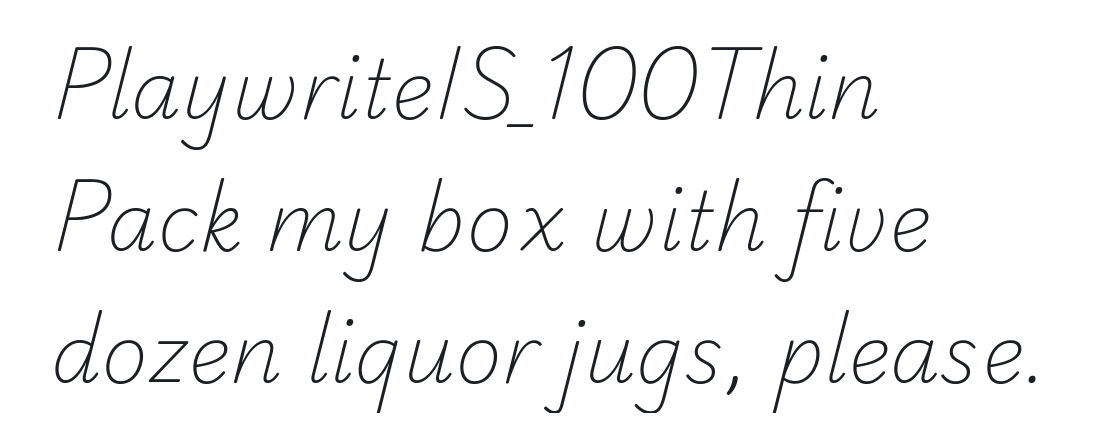 PlaywriteIS_100Thin
Pack my box with five
dozen liquor jugs, please.